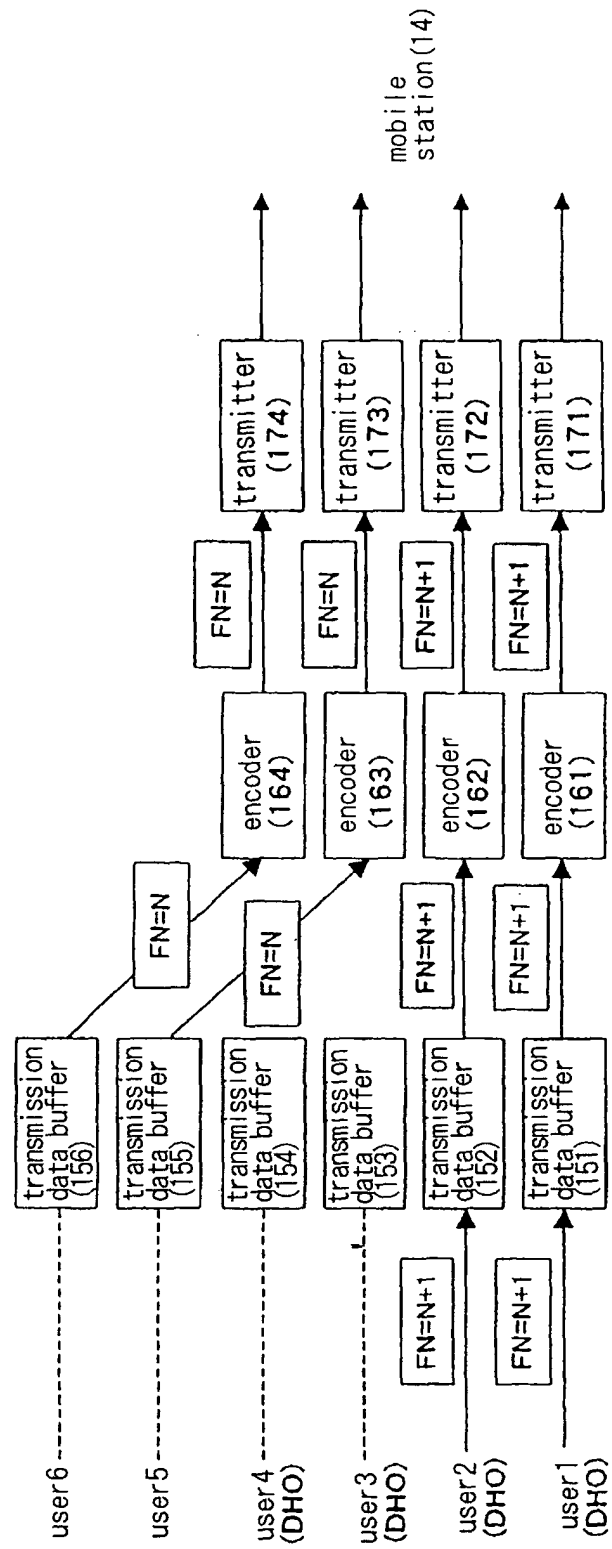 user6
transmission
data buffer
(156)
FN=N
user5
transmission
data buffer
(155)
FN=N
user4
(DHO)
transmission
data buffer
(154)
encoder
(164)
FN=N
transmitter
(174)
user3
(DHO)
transmission
data buffer
(153)
encoder
(163)
FN=N
transmitter
(173)
mobile
station(14)
user2
(DHO)
FN=N+1
transmission
data buffer
(152)
FN=N+1
encoder
(162)
FN=N+1
transmitter
(172)
user1
(DHO)
FN=N+1
transmission
data buffer
(151)
FN=N+1
encoder
(161)
FN=N+1
transmitter
(171)